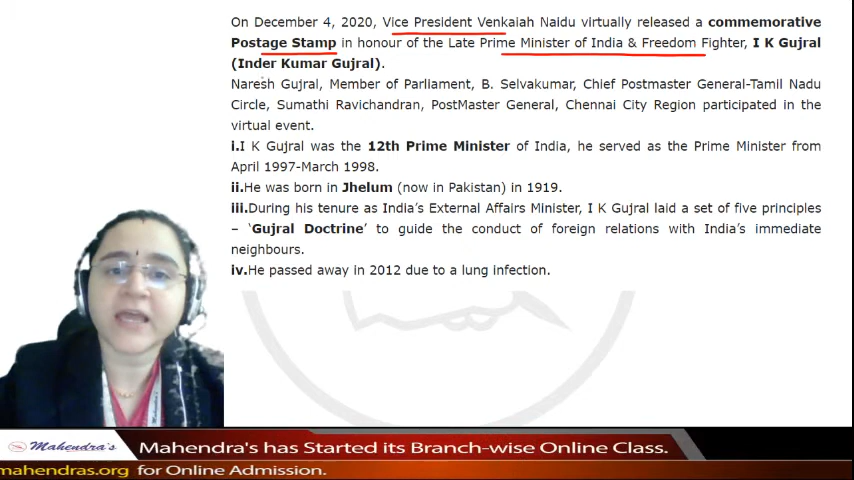 On December 4, 2020, Vice President Venkaiah Naidu virtually released a commemorative
Postage Stamp in honour of the Late Prime Minister of India & Freedom Fighter, I K Gujral
(Inder Kumar Gujral).
Naresh Gujral, Member of Parliament, B. Selvakumar, Chief Postmaster General-Tamil Nadu
Circle, Sumathi Ravichandran, PostMaster General, Chennai City Region participated in the
virtual event.
i.I K Gujral was the 12th Prime Minister of India, he served as the Prime Minister from
April 1997-March 1998.
ii.He was born in Jhelum (now in Pakistan) in 1919.
iii.During his tenure as India's External Affairs Minister, I K Gujral laid a set of five principles
– ‘Gujral Doctrine’ to guide the conduct of foreign relations with India's immediate
neighbours.
iv.He passed away in 2012 due to a lung infection.
Mahendra's
Mahendra's has Started its Branch-wise Online Class.
mahendras.org for Online Admission.